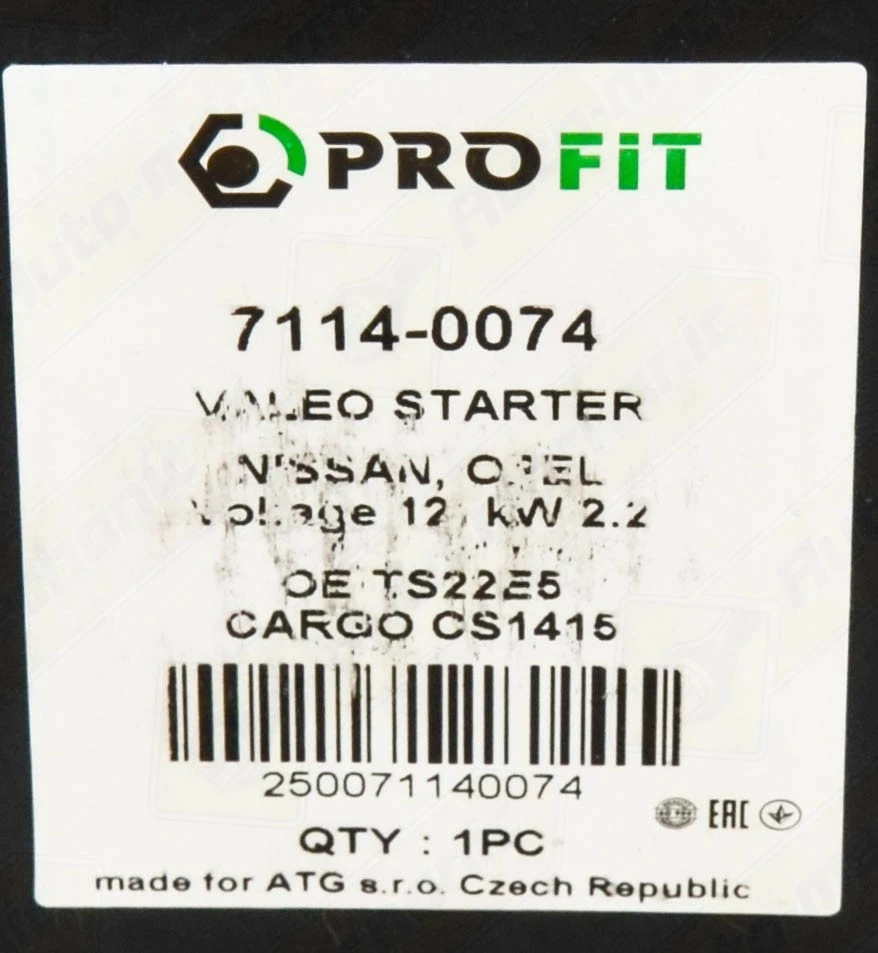 PROFiT
7114-0074
VALEO STARTER
NISSAN, OPEL
Voltage 12, kW 2.2
OE TS22E5
CARGO CS1415
250071140074
EAC
QTY : 1PC
made for ATG s.r.o. Czech Republic